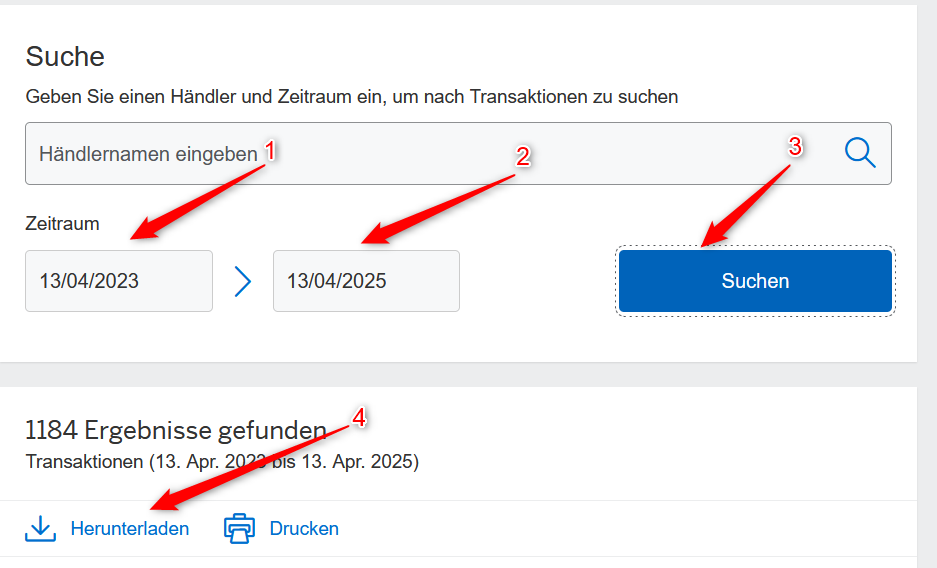 Suche
Geben Sie einen Händler und Zeitraum ein, um nach Transaktionen zu suchen
Händlernamen eingeben 1
2
3
Zeitraum
13/04/2023
13/04/2025
Suchen
1184 Ergebnisse gefunden
4
Transaktionen (13. Apr. 2023 bis 13. Apr. 2025)
Herunterladen
Drucken